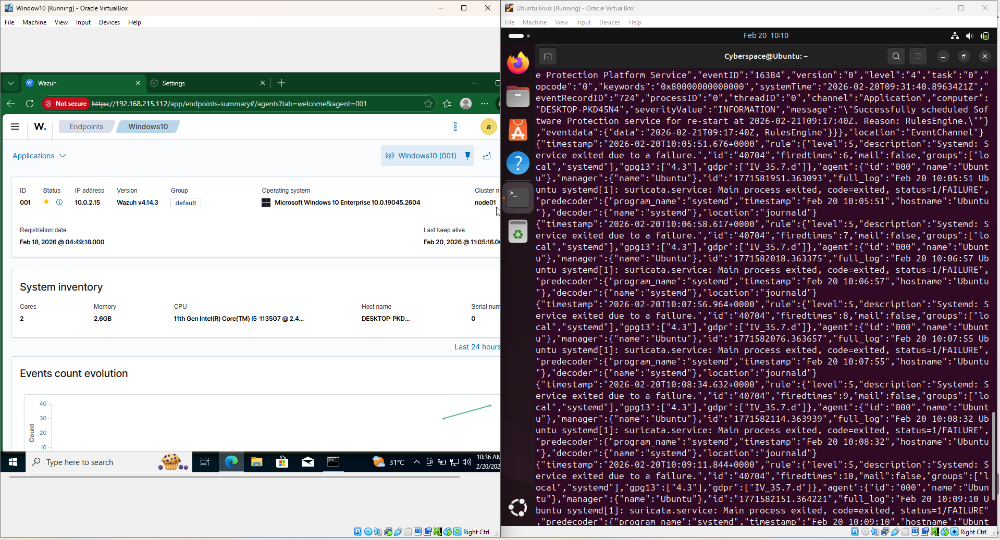 Window10 [Running] - Oracle VirtualBox
File Machine View Input Devices Help
Wazuh
Settings
Not secure https://192.168.215.112/app/endpoints-summary#/agents?tab=welcome&agent=001
W. Endpoints Windows10 a
Applications Windows10 (001)
ID Status IP address Version Group Operating system Cluster n
001 10.0.2.15 Wazuh v4.14.3 default Microsoft Windows 10 Enterprise 10.0.19045.2604 node01
Registration date Last keep alive
Feb 18, 2026 @ 04:49:18.000 Feb 20, 2026 @ 11:05:16.0
System inventory
Cores Memory CPU Host name Serial num
2 2.6GB 11th Gen Intel(R) Core(TM) i5-1135G7 @ 2.4... DESKTOP-PKD... 0
Last 24 hours
Events count evolution
40
30
20
10
Count
Type here to search 31°C 10:36 AM
2/20/202
Right Ctrl
Ubuntu linux [Running] - Oracle VirtualBox
File Machine View Input Devices Help
Feb 20 10:10
Cyberspace@Ubuntu: ~
e Protection Platform Service","eventID":"16384","version":"0","level":"4","task":"0","
opcode":"0","keywords":"0x80000000000000","systemTime":"2026-02-20T09:31:40.8963421Z","
eventRecordID":"724","processID":"0","threadID":"0","channel":"Application","computer":
"DESKTOP-PKD45N4","severityValue":"INFORMATION","message":"\"Successfully scheduled Sof
tware Protection service for re-start at 2026-02-21T09:17:40Z. Reason: RulesEngine.\""}
,"eventdata":{"data":"2026-02-21T09:17:40Z, RulesEngine"}}},"location":"EventChannel"}
{"timestamp":"2026-02-20T10:05:51.676+0000","rule":{"level":5,"description":"Systemd: S
ervice exited due to a failure.","id":"40704","firedtimes":6,"mail":false,"groups":["lo
cal","systemd"],"gpg13":["4.3"],"gdpr":["IV_35.7.d"]},"agent":{"id":"000","name":"Ubunt
u"},"manager":{"name":"Ubuntu"},"id":"1771581951.363093","full_log":"Feb 20 10:05:51 Ub
untu systemd[1]: suricata.service: Main process exited, code=exited, status=1/FAILURE",
"predecoder":{"program_name":"systemd","timestamp":"Feb 20 10:05:51","hostname":"Ubuntu
"},"decoder":{"name":"systemd"},"location":"journald"}
{"timestamp":"2026-02-20T10:06:58.617+0000","rule":{"level":5,"description":"Systemd: S
ervice exited due to a failure.","id":"40704","firedtimes":7,"mail":false,"groups":["lo
cal","systemd"],"gpg13":["4.3"],"gdpr":["IV_35.7.d"]},"agent":{"id":"000","name":"Ubunt
u"},"manager":{"name":"Ubuntu"},"id":"1771582018.363375","full_log":"Feb 20 10:06:57 Ub
untu systemd[1]: suricata.service: Main process exited, code=exited, status=1/FAILURE",
"predecoder":{"program_name":"systemd","timestamp":"Feb 20 10:06:57","hostname":"Ubuntu
"},"decoder":{"name":"systemd"},"location":"journald"}
{"timestamp":"2026-02-20T10:07:56.964+0000","rule":{"level":5,"description":"Systemd: S
ervice exited due to a failure.","id":"40704","firedtimes":8,"mail":false,"groups":["lo
cal","systemd"],"gpg13":["4.3"],"gdpr":["IV_35.7.d"]},"agent":{"id":"000","name":"Ubunt
u"},"manager":{"name":"Ubuntu"},"id":"1771582076.363657","full_log":"Feb 20 10:07:55 Ub
untu systemd[1]: suricata.service: Main process exited, code=exited, status=1/FAILURE",
"predecoder":{"program_name":"systemd","timestamp":"Feb 20 10:07:55","hostname":"Ubuntu
"},"decoder":{"name":"systemd"},"location":"journald"}
{"timestamp":"2026-02-20T10:08:34.632+0000","rule":{"level":5,"description":"Systemd: S
ervice exited due to a failure.","id":"40704","firedtimes":9,"mail":false,"groups":["lo
cal","systemd"],"gpg13":["4.3"],"gdpr":["IV_35.7.d"]},"agent":{"id":"000","name":"Ubunt
u"},"manager":{"name":"Ubuntu"},"id":"1771582114.363939","full_log":"Feb 20 10:08:32 Ub
untu systemd[1]: suricata.service: Main process exited, code=exited, status=1/FAILURE",
"predecoder":{"program_name":"systemd","timestamp":"Feb 20 10:08:32","hostname":"Ubuntu
"},"decoder":{"name":"systemd"},"location":"journald"}
{"timestamp":"2026-02-20T10:09:11.844+0000","rule":{"level":5,"description":"Systemd: S
ervice exited due to a failure.","id":"40704","firedtimes":10,"mail":false,"groups":["l
ocal","systemd"],"gpg13":["4.3"],"gdpr":["IV_35.7.d"]},"agent":{"id":"000","name":"Ubun
tu"},"manager":{"name":"Ubuntu"},"id":"1771582151.364221","full_log":"Feb 20 10:09:10 U
buntu systemd[1]: suricata.service: Main process exited, code=exited, status=1/FAILURE"
,"predecoder":{"program_name":"systemd","timestamp":"Feb 20 10:09:10","hostname":"Ubunt
Right Ctrl